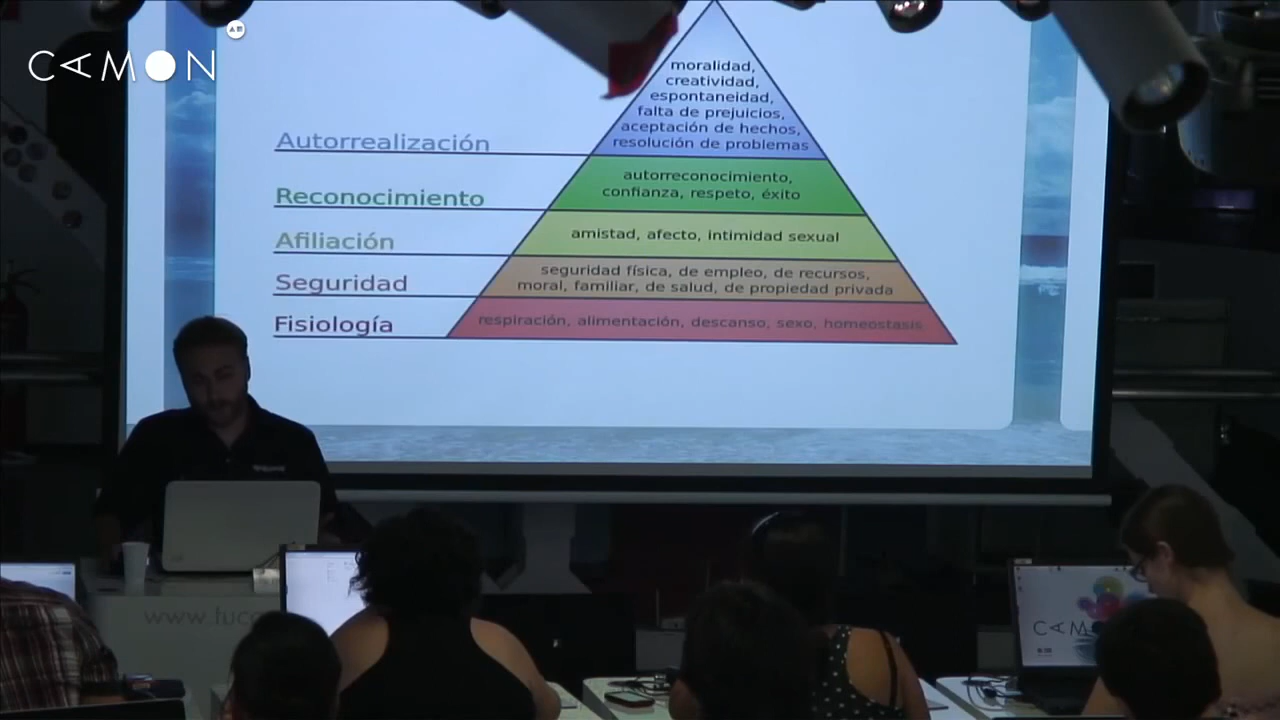 CAMON
moralidad,
creatividad,
espontaneidad,
falta de prejuicios,
aceptación de hechos,
resolución de problemas
Autorrealización
autorreconocimiento,
confianza, respeto, éxito
Reconocimiento
amistad, afecto, intimidad sexual
Afiliación
seguridad física, de empleo, de recursos,
moral, familiar, de salud, de propiedad privada
Seguridad
respiración, alimentación, descanso, sexo, homeostasis
Fisiología